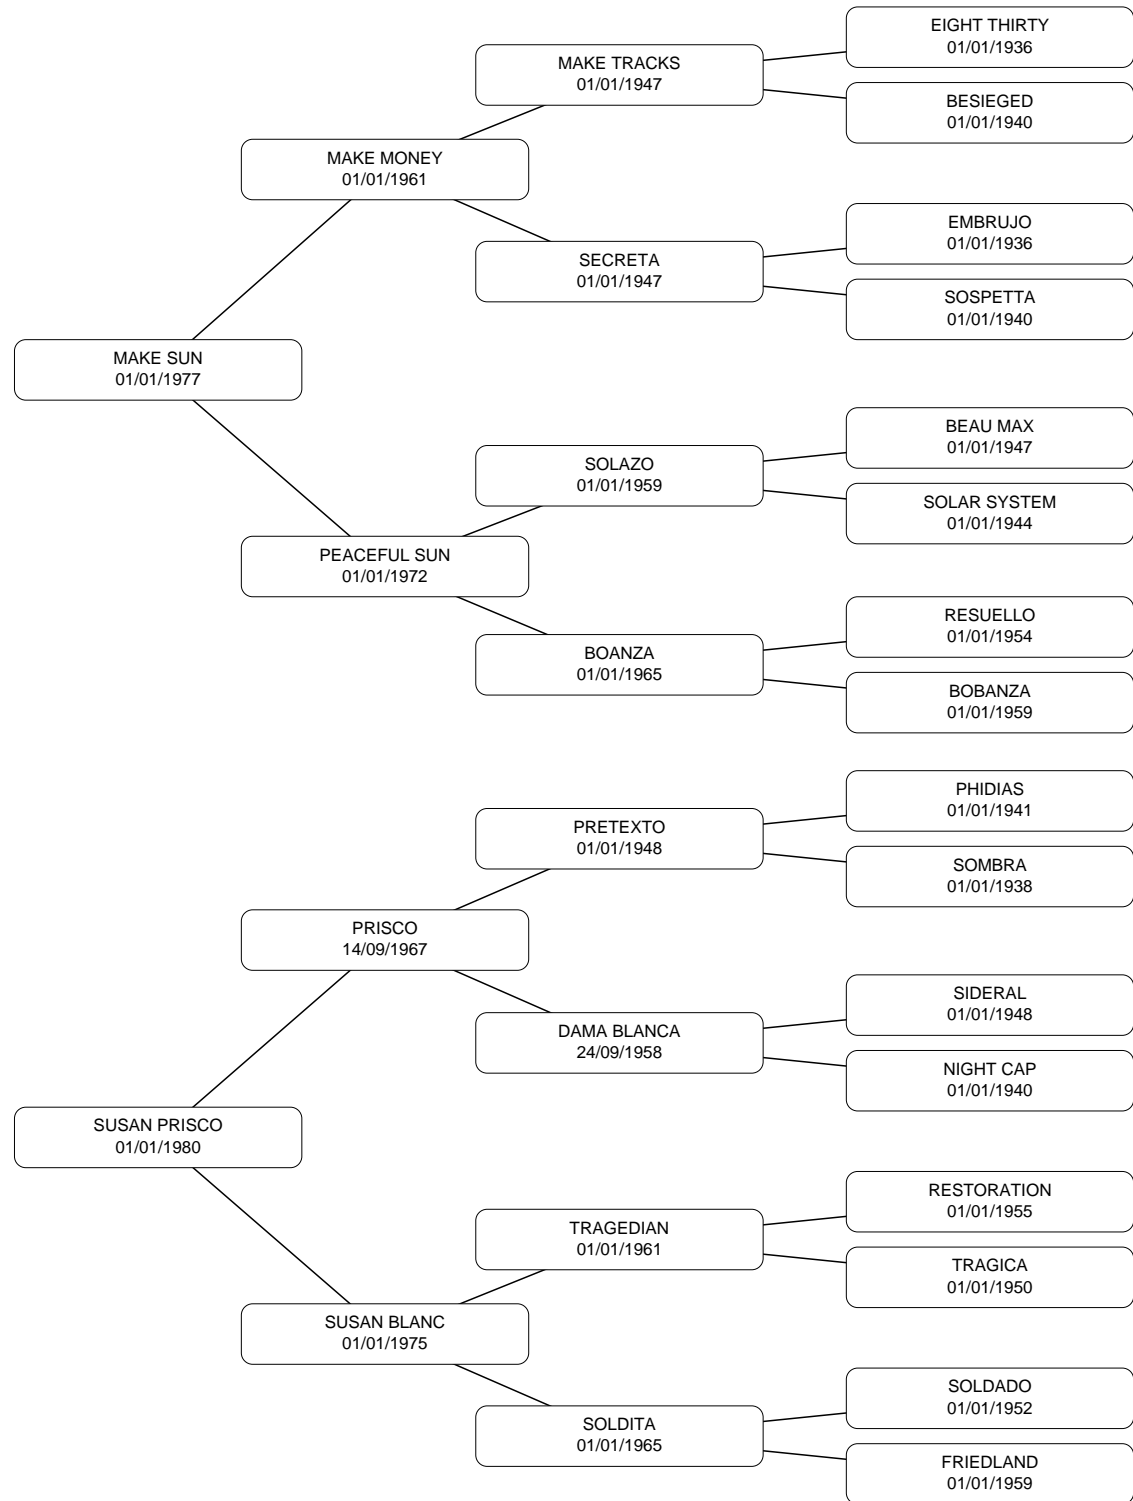 EIGHT THIRTY
01/01/1936
MAKE TRACKS
01/01/1947
BESIEGED
01/01/1940
MAKE MONEY
01/01/1961
EMBRUJO
01/01/1936
SECRETA
01/01/1947
SOSPETTA
01/01/1940
MAKE SUN
01/01/1977
BEAU MAX
01/01/1947
SOLAZO
01/01/1959
SOLAR SYSTEM
01/01/1944
PEACEFUL SUN
01/01/1972
RESUELLO
01/01/1954
BOANZA
01/01/1965
BOBANZA
01/01/1959
PHIDIAS
01/01/1941
PRETEXTO
01/01/1948
SOMBRA
01/01/1938
PRISCO
14/09/1967
SIDERAL
01/01/1948
DAMA BLANCA
24/09/1958
NIGHT CAP
01/01/1940
SUSAN PRISCO
01/01/1980
RESTORATION
01/01/1955
TRAGEDIAN
01/01/1961
TRAGICA
01/01/1950
SUSAN BLANC
01/01/1975
SOLDADO
01/01/1952
SOLDITA
01/01/1965
FRIEDLAND
01/01/1959